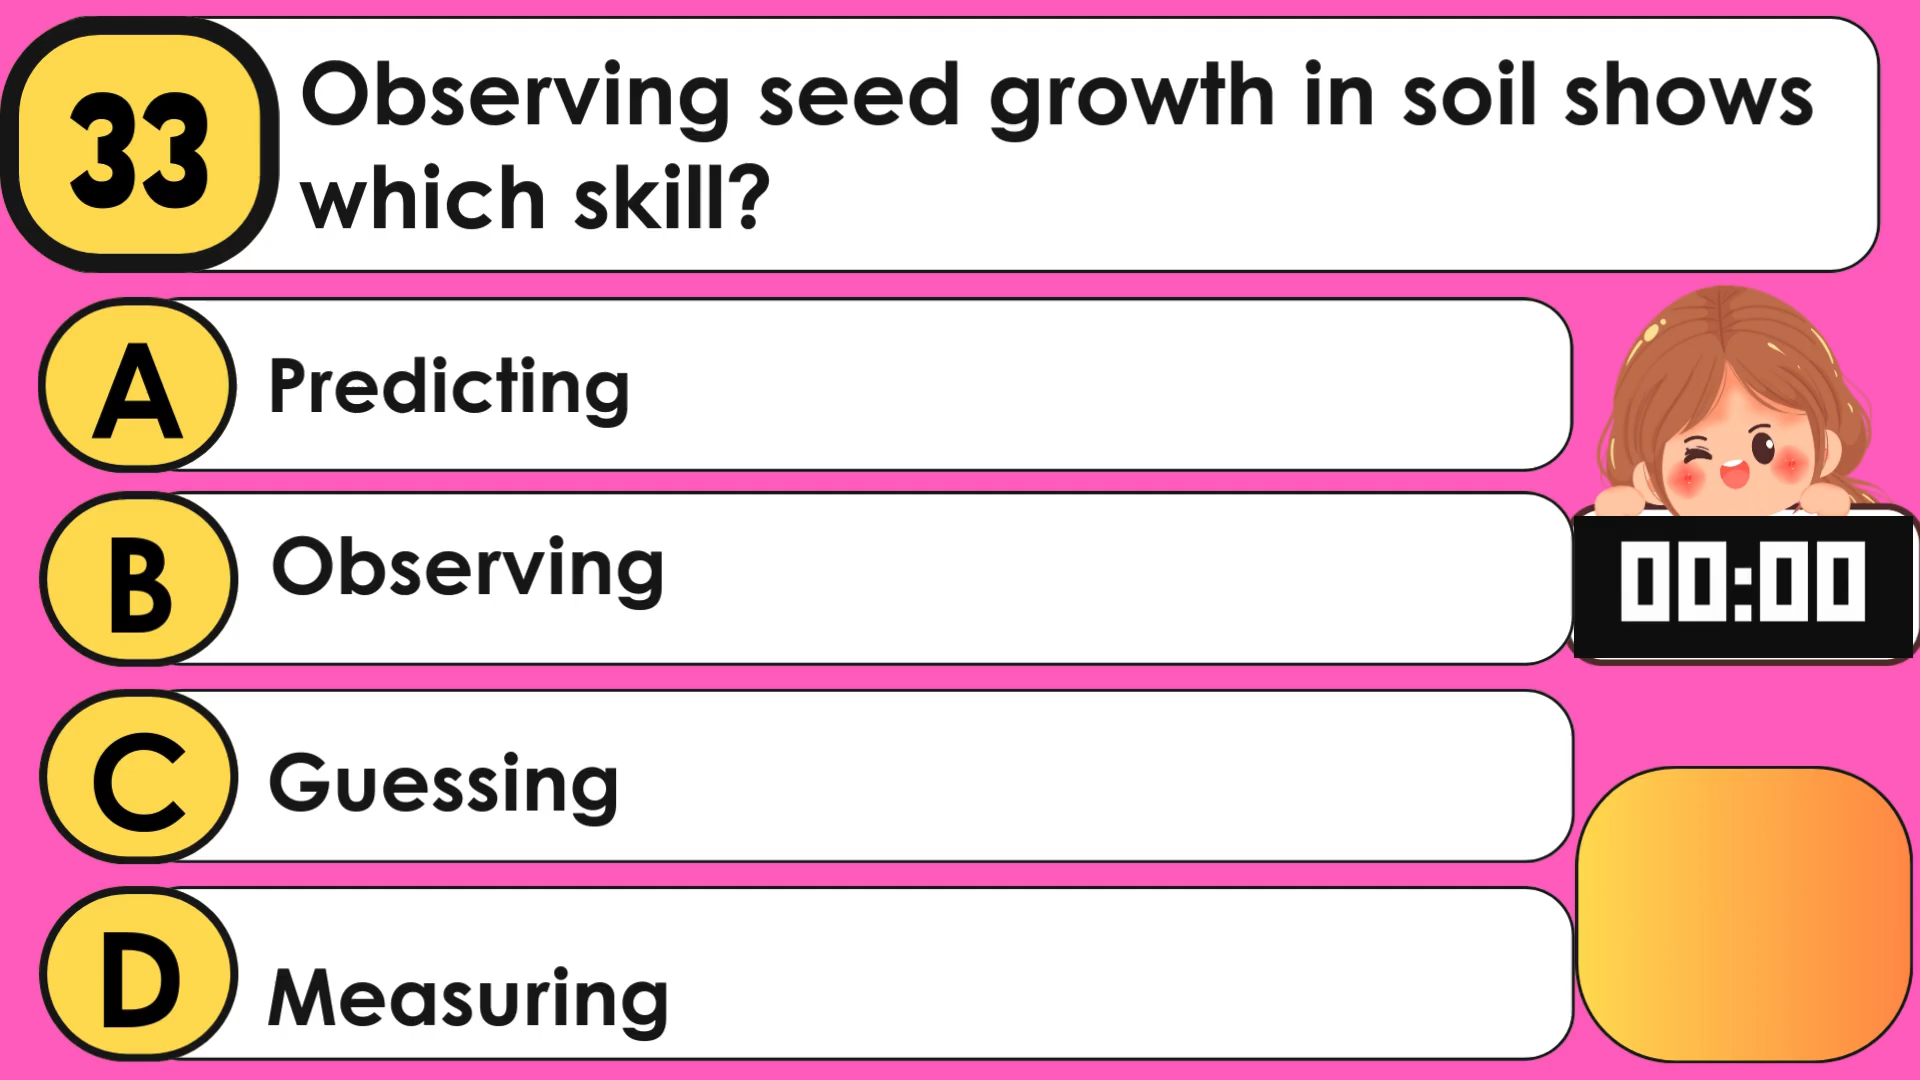 33
Observing seed growth in soil shows
which skill?
A
Predicting
B
Observing
00:00
C
Guessing
D
Measuring